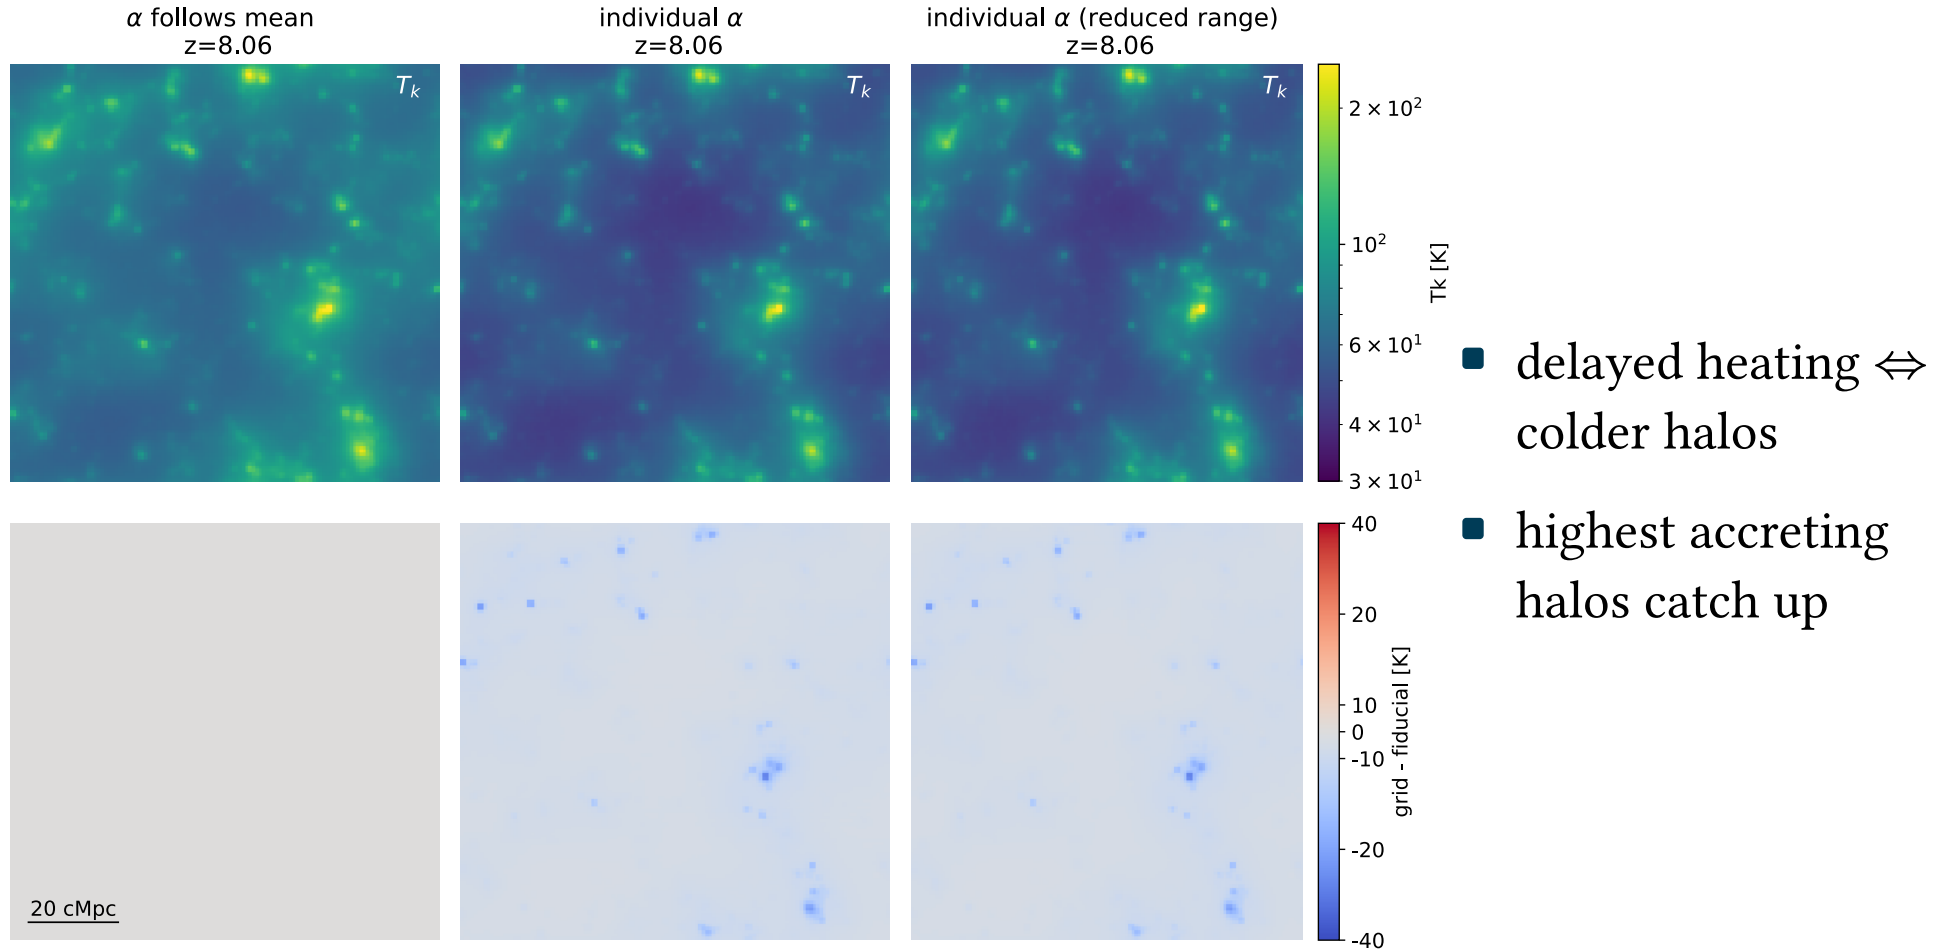 α follows mean
z=8.06
individual α
z=8.06
individual α (reduced range)
z=8.06
T_k
T_k
T_k
2 × 10²
10²
6 × 10¹
4 × 10¹
3 × 10¹
Tk [K]
delayed heating ⇔
colder halos
highest accreting
halos catch up
20 cMpc
40
20
10
0
-10
-20
-40
grid - fiducial [K]